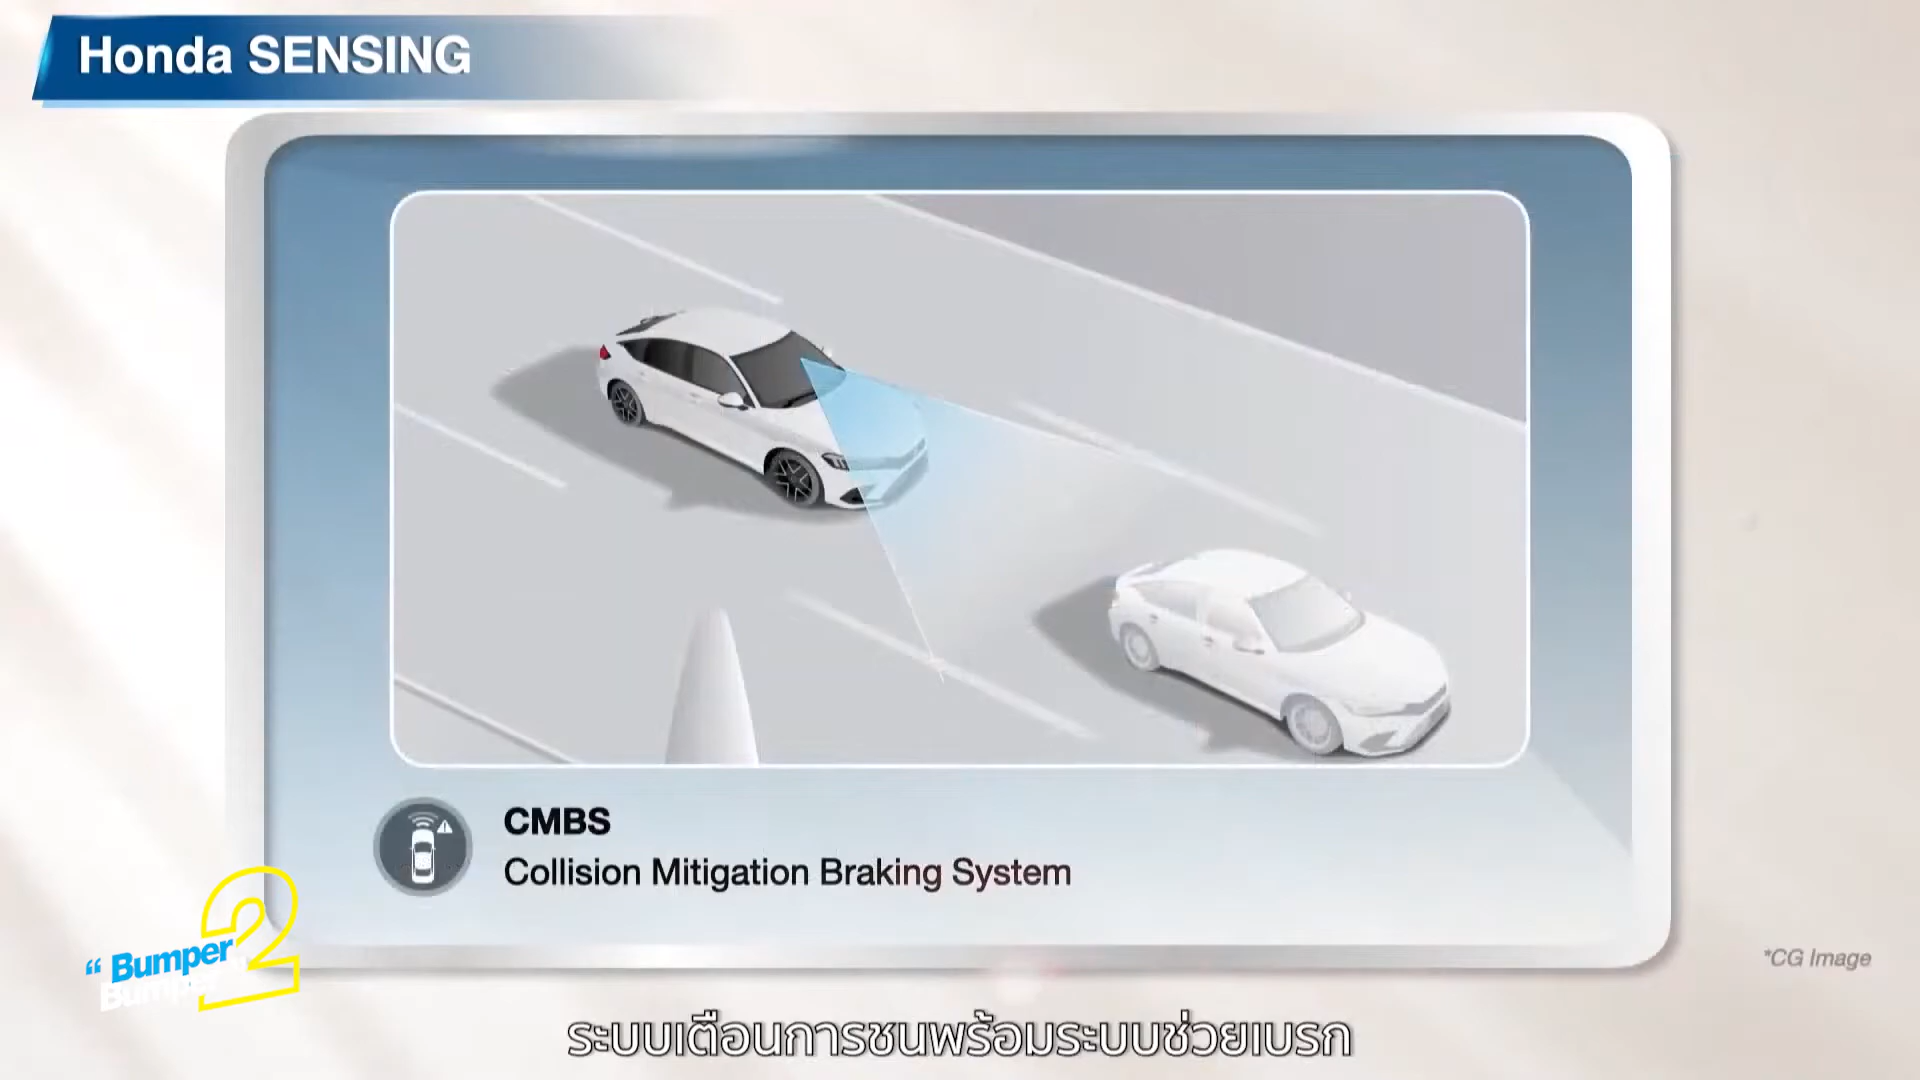 Honda SENSING
CMBS
Collision Mitigation Braking System
“ Bumper 2
Bumper
*CG Image
ระบบเตือนการชนพร้อมระบบช่วยเบรก